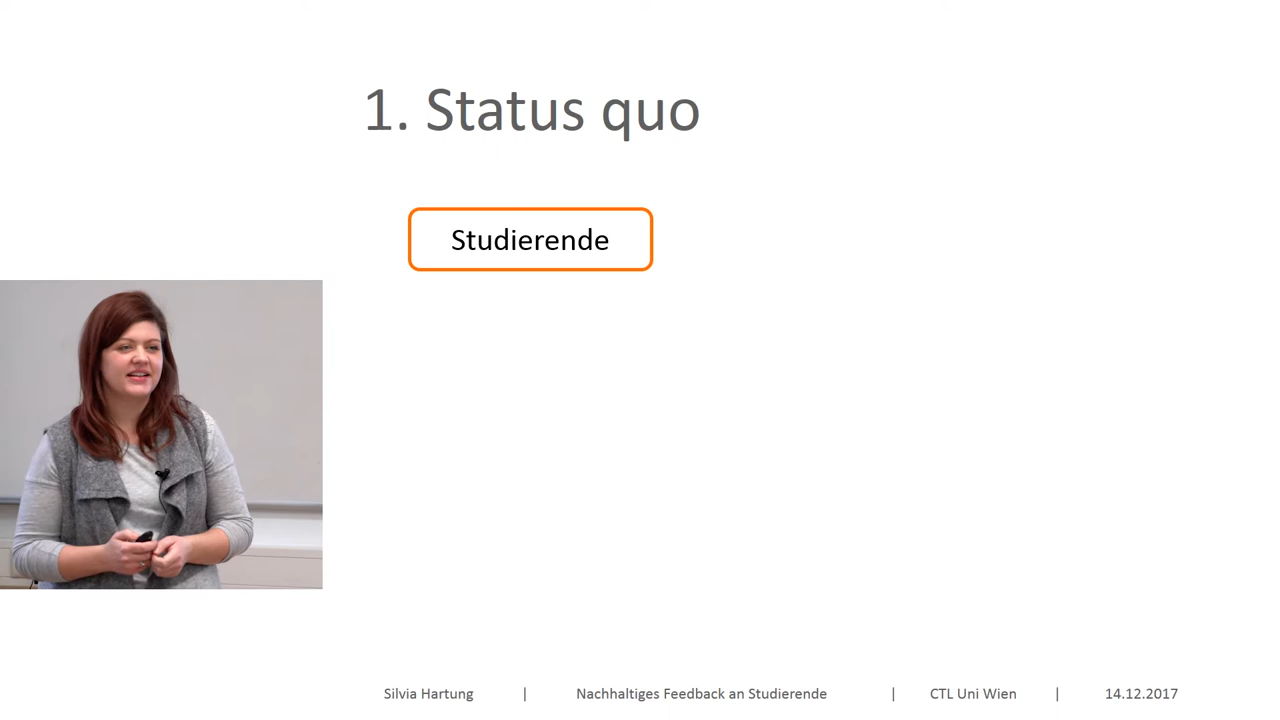 1. Status quo
Studierende
Silvia Hartung | Nachhaltiges Feedback an Studierende | CTL Uni Wien | 14.12.2017